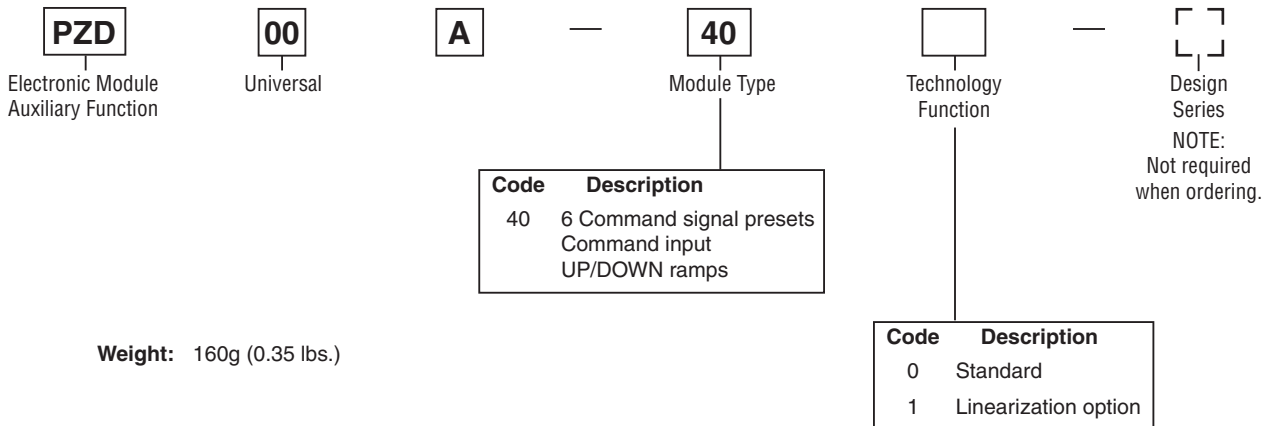 PZD 00 A — 40 —
Electronic Module
Auxiliary Function
Universal
Module Type
Technology
Function
Design
Series
NOTE:
Not required
when ordering.
Code Description
40 6 Command signal presets
Command input
UP/DOWN ramps
Weight: 160g (0.35 lbs.)
Code Description
0 Standard
1 Linearization option